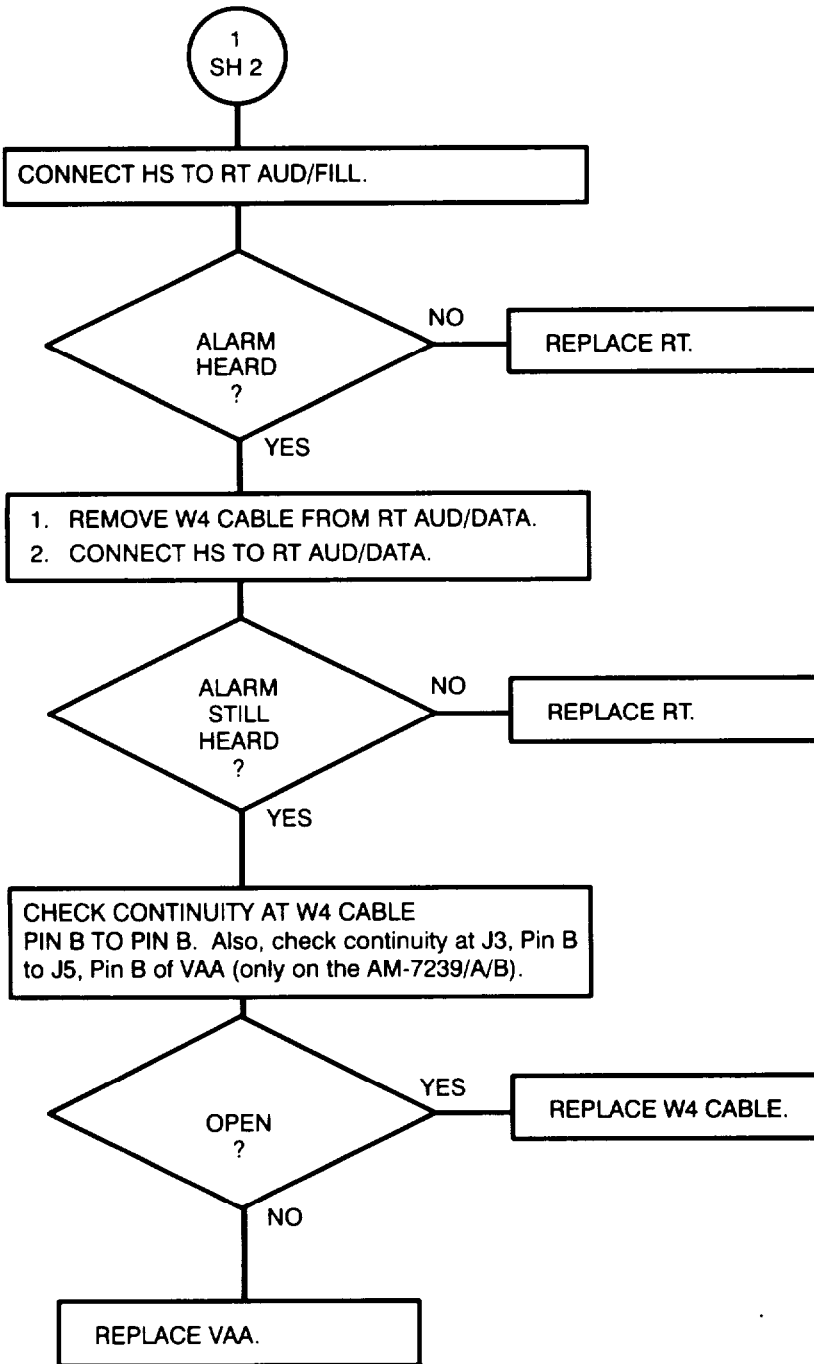 1
SH 2
CONNECT HS TO RT AUD/FILL.
ALARM
HEARD
?
NO
REPLACE RT.
YES
1. REMOVE W4 CABLE FROM RT AUD/DATA.
2. CONNECT HS TO RT AUD/DATA.
ALARM
STILL
HEARD
?
NO
REPLACE RT.
YES
CHECK CONTINUITY AT W4 CABLE
PIN B TO PIN B. Also, check continuity at J3, Pin B
to J5, Pin B of VAA (only on the AM-7239/A/B).
OPEN
?
YES
REPLACE W4 CABLE.
NO
REPLACE VAA.